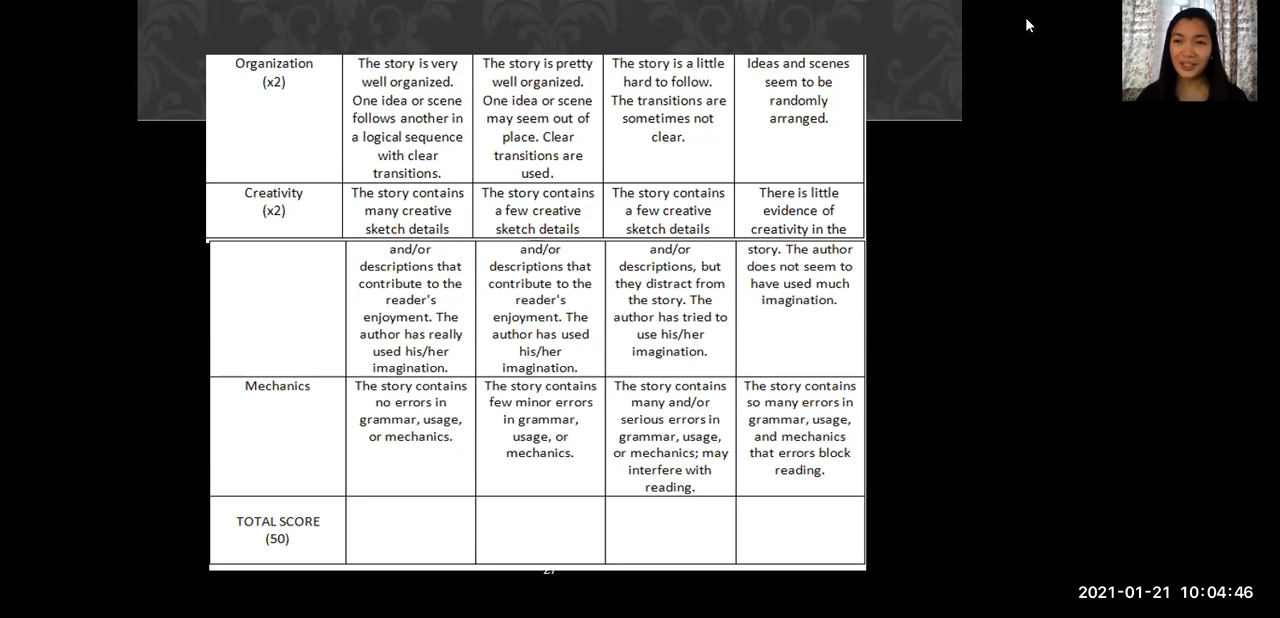 Organization
(x2)
The story is very
well organized.
One idea or scene
follows another in
a logical sequence
with clear
transitions.
The story is pretty
well organized.
One idea or scene
may seem out of
place. Clear
transitions are
used.
The story is a little
hard to follow.
The transitions are
sometimes not
clear.
Ideas and scenes
seem to be
randomly
arranged.
Creativity
(x2)
The story contains
many creative
sketch details
The story contains
a few creative
sketch details
The story contains
a few creative
sketch details
There is little
evidence of
creativity in the
and/or
descriptions that
contribute to the
reader's
enjoyment. The
author has really
used his/her
imagination.
and/or
descriptions that
contribute to the
reader's
enjoyment. The
author has used
his/her
imagination.
and/or
descriptions, but
they distract from
the story. The
author has tried to
use his/her
imagination.
story. The author
does not seem to
have used much
imagination.
Mechanics
The story contains
no errors in
grammar, usage,
or mechanics.
The story contains
few minor errors
in grammar,
usage, or
mechanics.
The story contains
many and/or
serious errors in
grammar, usage,
or mechanics; may
interfere with
reading.
The story contains
so many errors in
grammar, usage,
and mechanics
that errors block
reading.
TOTAL SCORE
(50)
2021-01-21 10:04:46